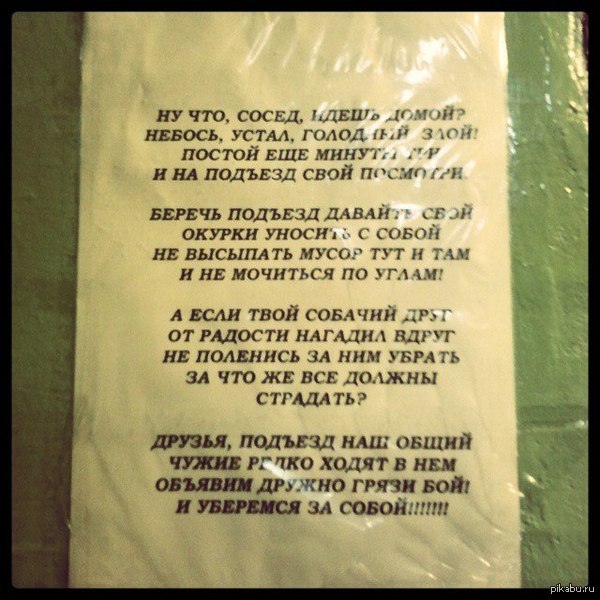 НУ ЧТО, СОСЕД, ИДЕШЬ ДОМОЙ?
НЕБОСЬ, УСТАЛ, ГОЛОДНЫЙ ЗЛОЙ!
ПОСТОЙ ЕЩЕ МИНУТЫ ТРИ
И НА ПОДЪЕЗД СВОЙ ПОСМОТРИ.
БЕРЕЧЬ ПОДЪЕЗД ДАВАЙТЕ СВОЙ
ОКУРКИ УНОСИТЬ С СОБОЙ
НЕ ВЫСЫПАТЬ МУСОР ТУТ И ТАМ
И НЕ МОЧИТЬСЯ ПО УГЛАМ!
А ЕСЛИ ТВОЙ СОБАЧИЙ ДРУГ
ОТ РАДОСТИ НАГАДИЛ ВДРУГ
НЕ ПОЛЕНИСЬ ЗА НИМ УБРАТЬ
ЗА ЧТО ЖЕ ВСЕ ДОЛЖНЫ
СТРАДАТЬ?
ДРУЗЬЯ, ПОДЪЕЗД НАШ ОБЩИЙ
ЧУЖИЕ РЕДКО ХОДЯТ В НЕМ
ОБЪЯВИМ ДРУЖНО ГРЯЗИ БОЙ!
И УБЕРЕМСЯ ЗА СОБОЙ!!!!!!!
pikabu.ru